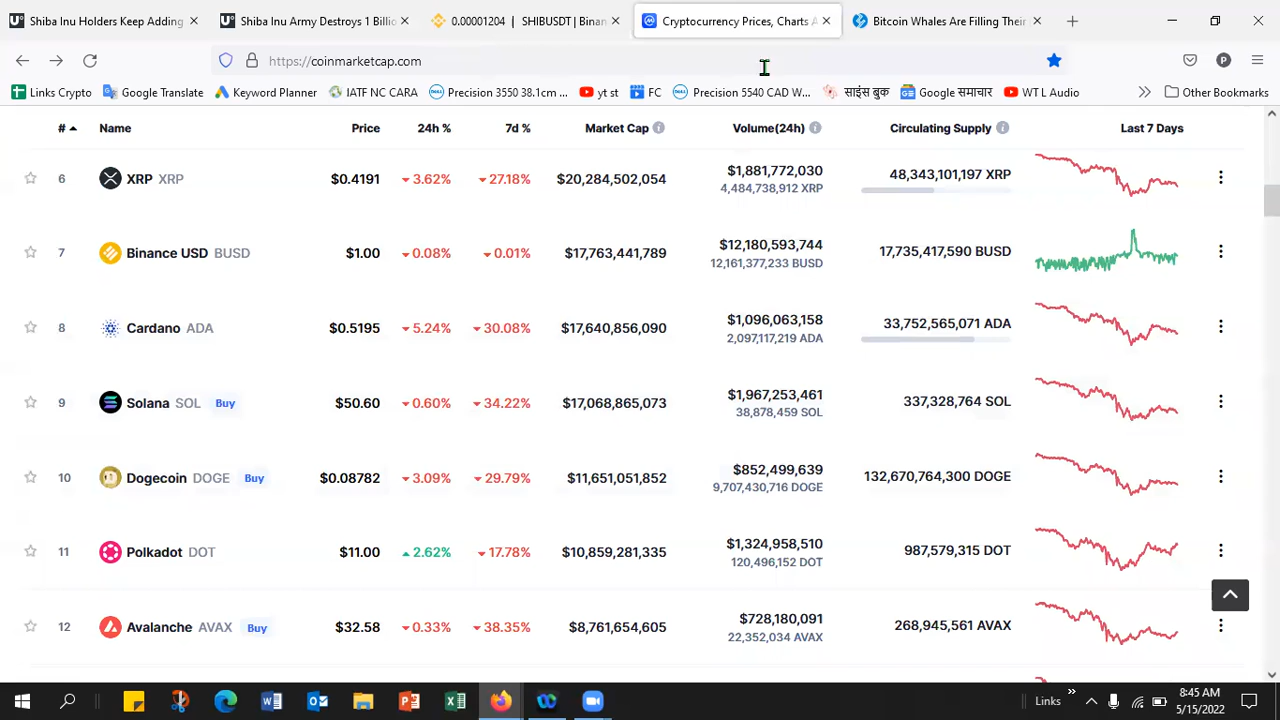 Shiba Inu Holders Keep Adding
Shiba Inu Army Destroys 1 Billio
0.00001204 | SHIBUSDT | Binan
Cryptocurrency Prices, Charts A
Bitcoin Whales Are Filling Their
https://coinmarketcap.com
P
Links Crypto
Google Translate
Keyword Planner
IATF NC CARA
Precision 3550 38.1cm ...
yt st
FC
Precision 5540 CAD W...
साइंस बुक
Google समाचार
WT L Audio
Other Bookmarks
# Name Price 24h % 7d % Market Cap Volume(24h) Circulating Supply Last 7 Days
6 XRP XRP $0.4191 3.62% 27.18% $20,284,502,054 $1,881,772,030 48,343,101,197 XRP
4,484,738,912 XRP
7 Binance USD BUSD $1.00 0.08% 0.01% $17,763,441,789 $12,180,593,744 17,735,417,590 BUSD
12,161,377,233 BUSD
8 Cardano ADA $0.5195 5.24% 30.08% $17,640,856,090 $1,096,063,158 33,752,565,071 ADA
2,097,117,219 ADA
9 Solana SOL Buy $50.60 0.60% 34.22% $17,068,865,073 $1,967,253,461 337,328,764 SOL
38,878,459 SOL
10 Dogecoin DOGE Buy $0.08782 3.09% 29.79% $11,651,051,852 $852,499,639 132,670,764,300 DOGE
9,707,430,716 DOGE
11 Polkadot DOT $11.00 2.62% 17.78% $10,859,281,335 $1,324,958,510 987,579,315 DOT
120,496,152 DOT
12 Avalanche AVAX Buy $32.58 0.33% 38.35% $8,761,654,605 $728,180,091 268,945,561 AVAX
22,352,034 AVAX
Links
8:45 AM
5/15/2022